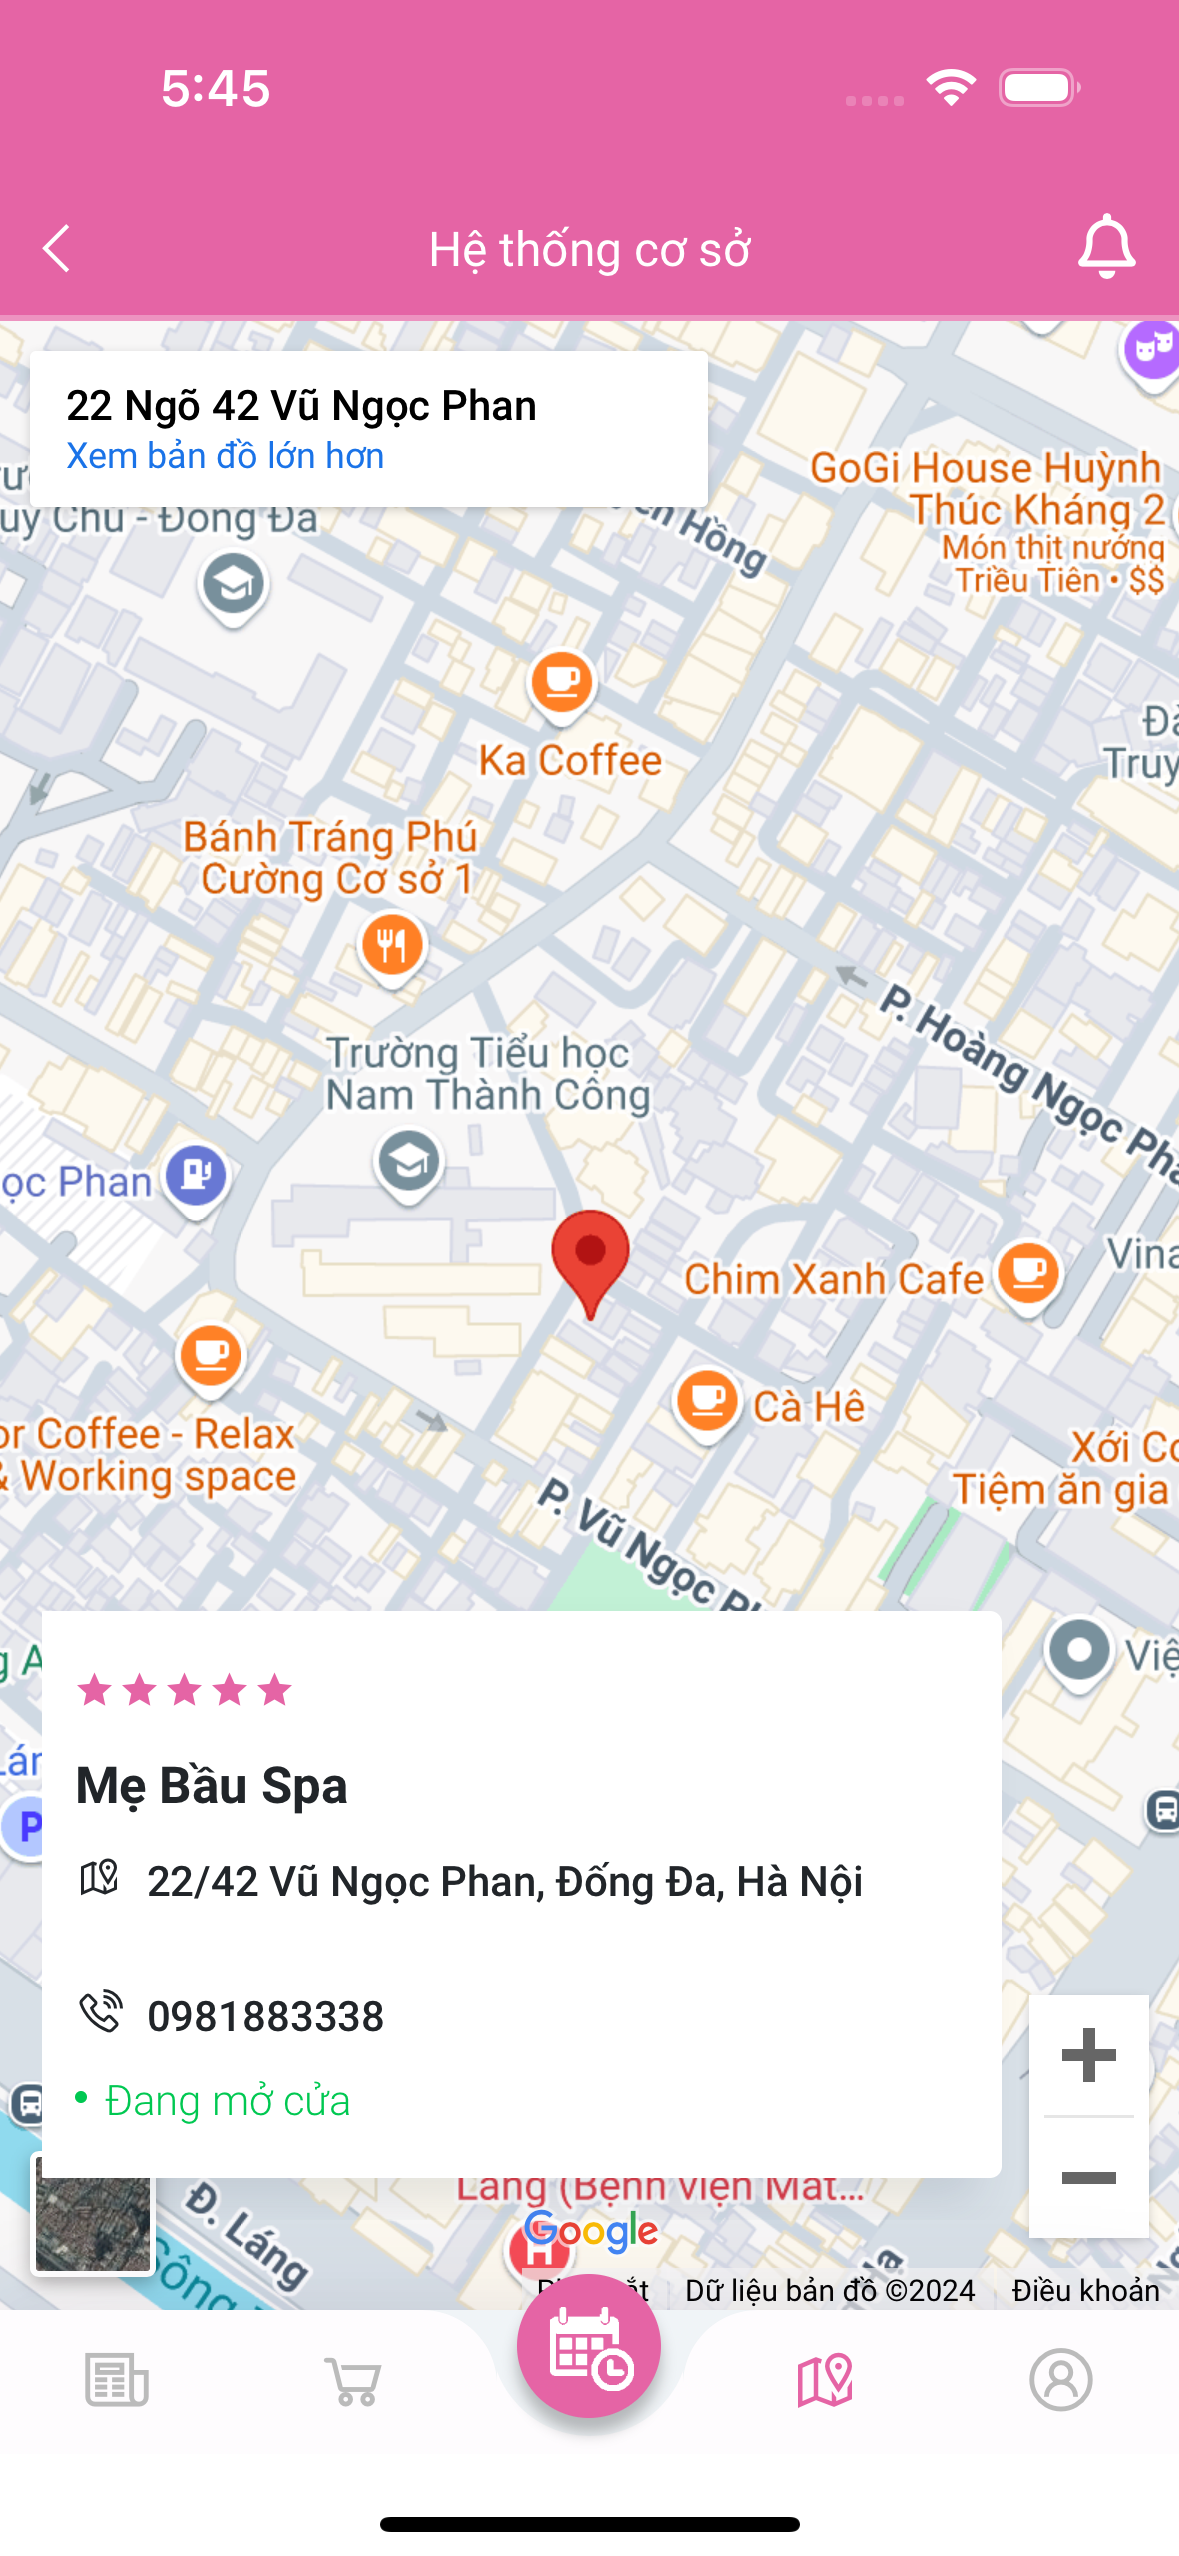 5:45
Hệ thống cơ sở
22 Ngõ 42 Vũ Ngọc Phan
Xem bản đồ lớn hơn
uy Chu - Đống Đa
Hồng
GoGi House Huỳnh
Thúc Kháng 2
Món thịt nướng
Triều Tiên • $$
Ka Coffee
Truy
Bánh Tráng Phú
Cường Cơ sở 1
P. Hoàng Ngọc Phá
Trường Tiểu học
Nam Thành Công
ọc Phan
Vina
Chim Xanh Cafe
Cà Hê
or Coffee - Relax
& Working space
Xới Cơ
Tiệm ăn gia
P. Vũ Ngọc Ph
Việ
g A
Lán
P
Mẹ Bầu Spa
22/42 Vũ Ngọc Phan, Đống Đa, Hà Nội
0981883338
Đang mở cửa
Láng (Bệnh viện Mắt...
Đ. Láng
Google
H
Dữ liệu bản đồ ©2024
Điều khoản